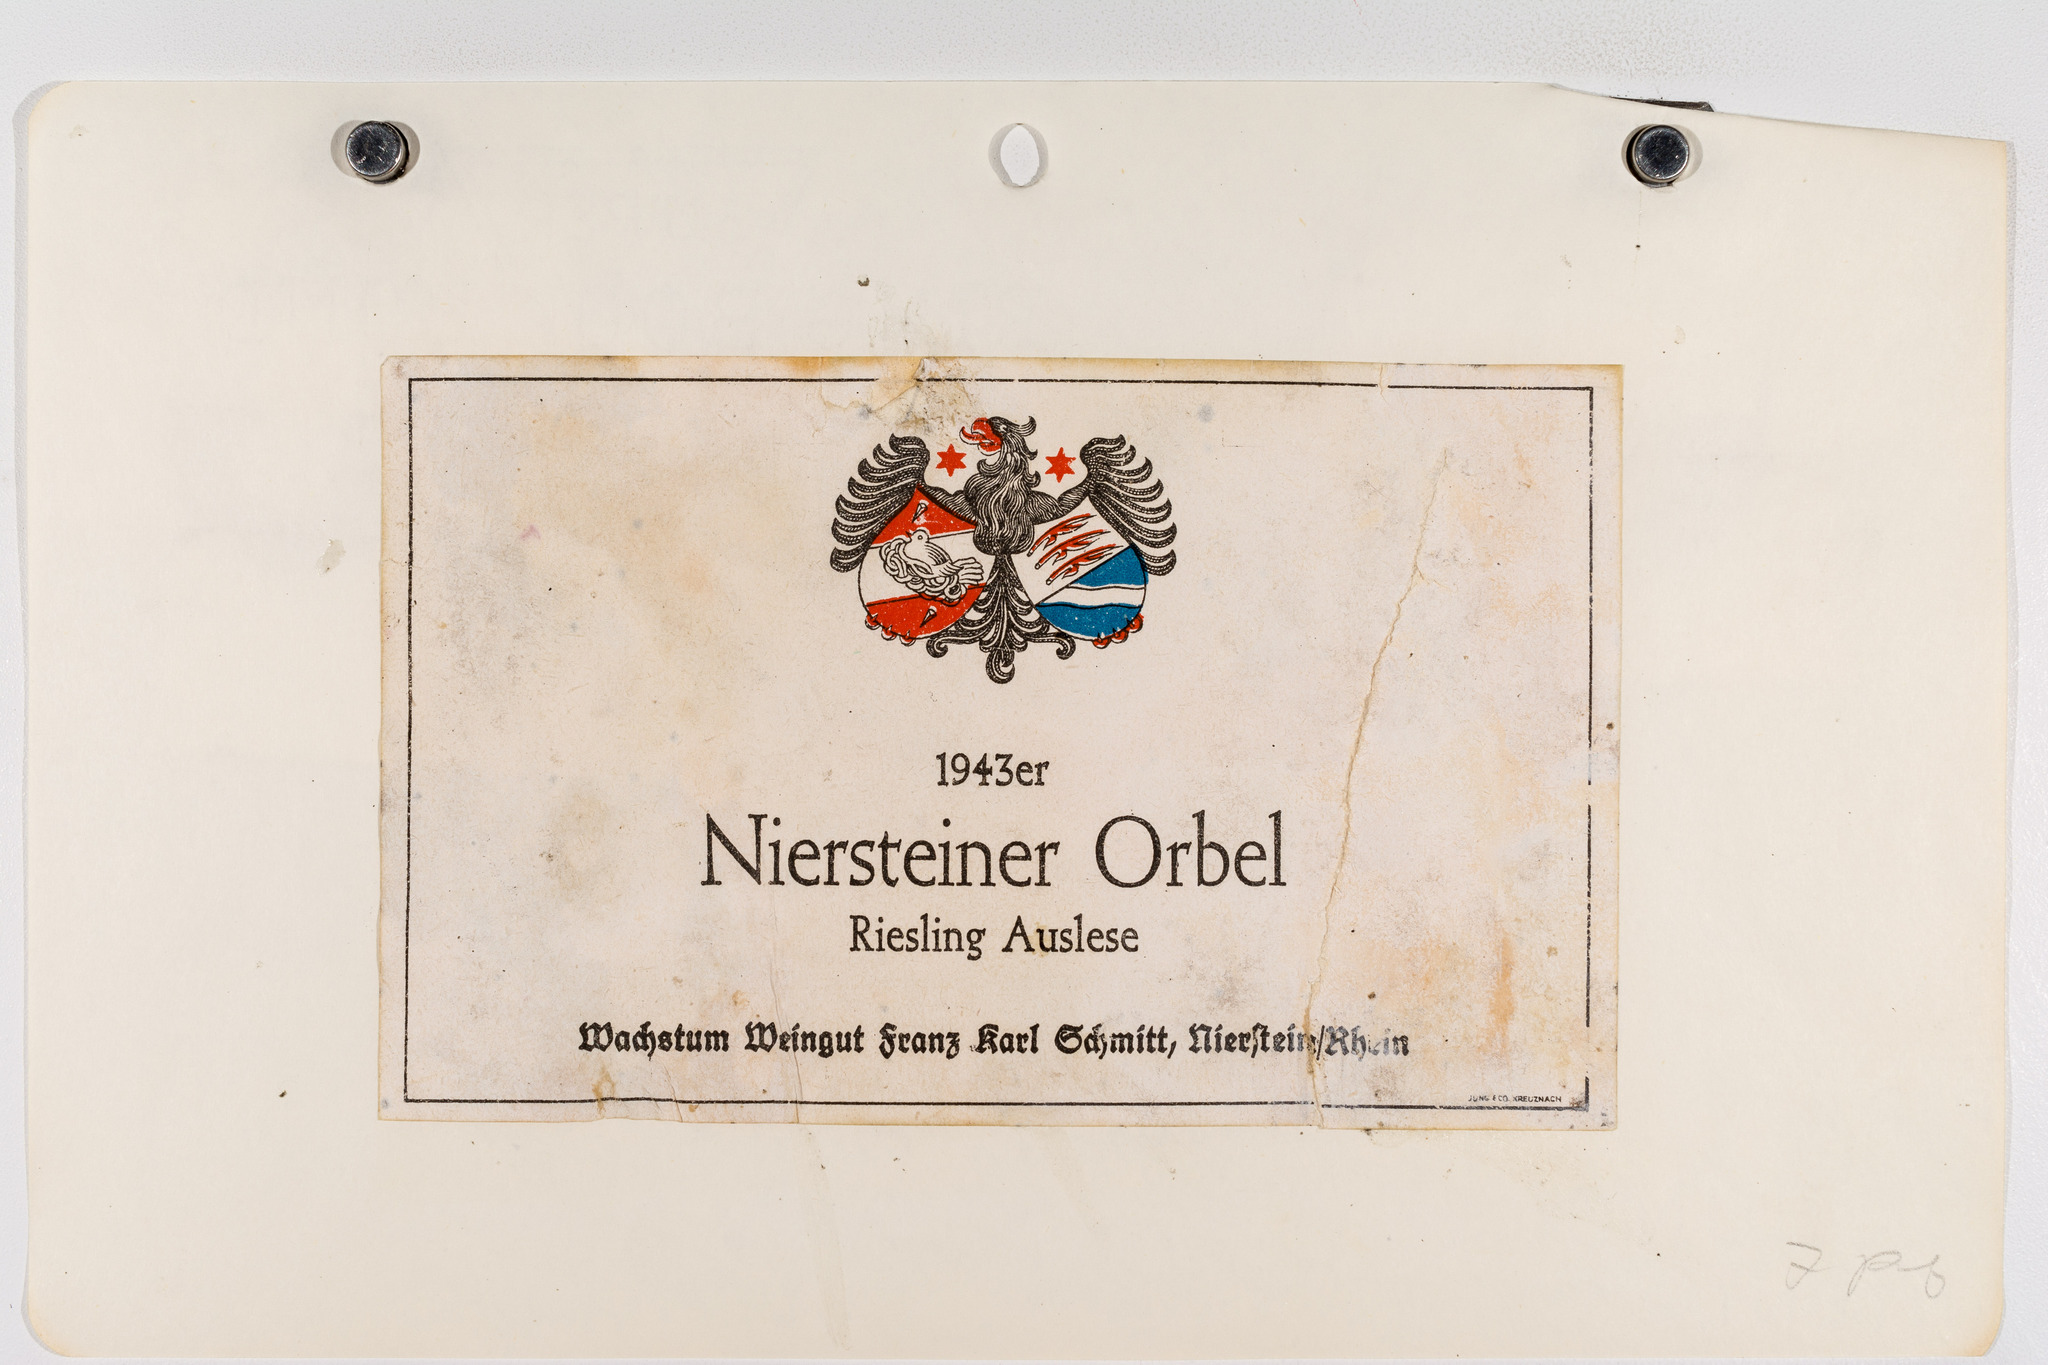 1943er
Niersteiner Orbel
Riesling Auslese
Wachstum Weingut Franz Karl Schmitt, Nierstein/Rhein
JUNG & CO. KREUZNACH